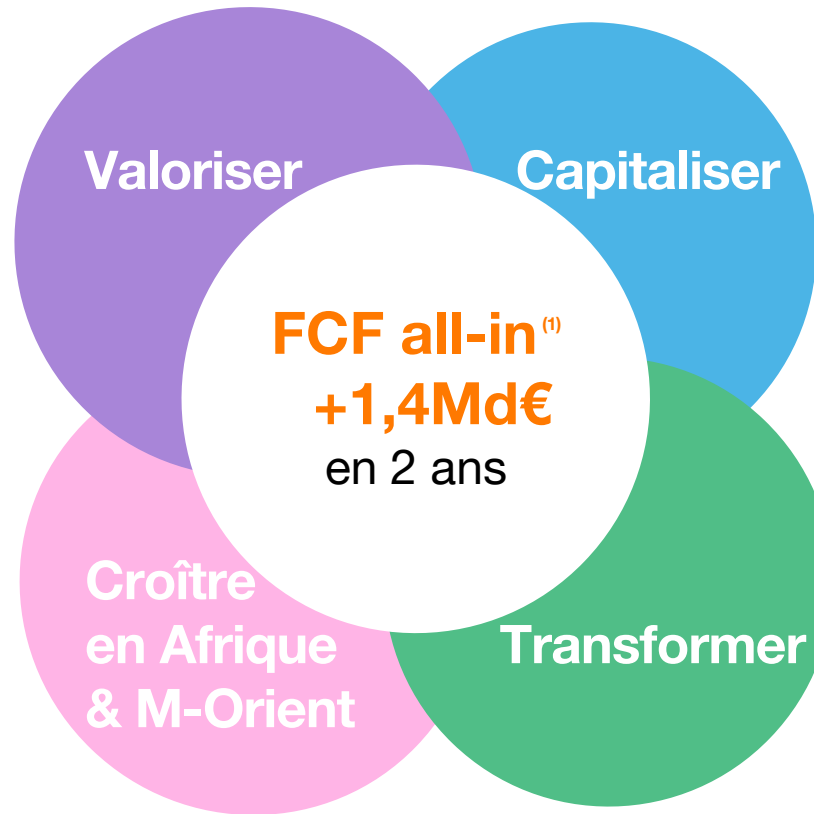 Valoriser
Capitaliser
FCF all-in (1)
+1,4Md€
en 2 ans
Croître
en Afrique
& M-Orient
Transformer